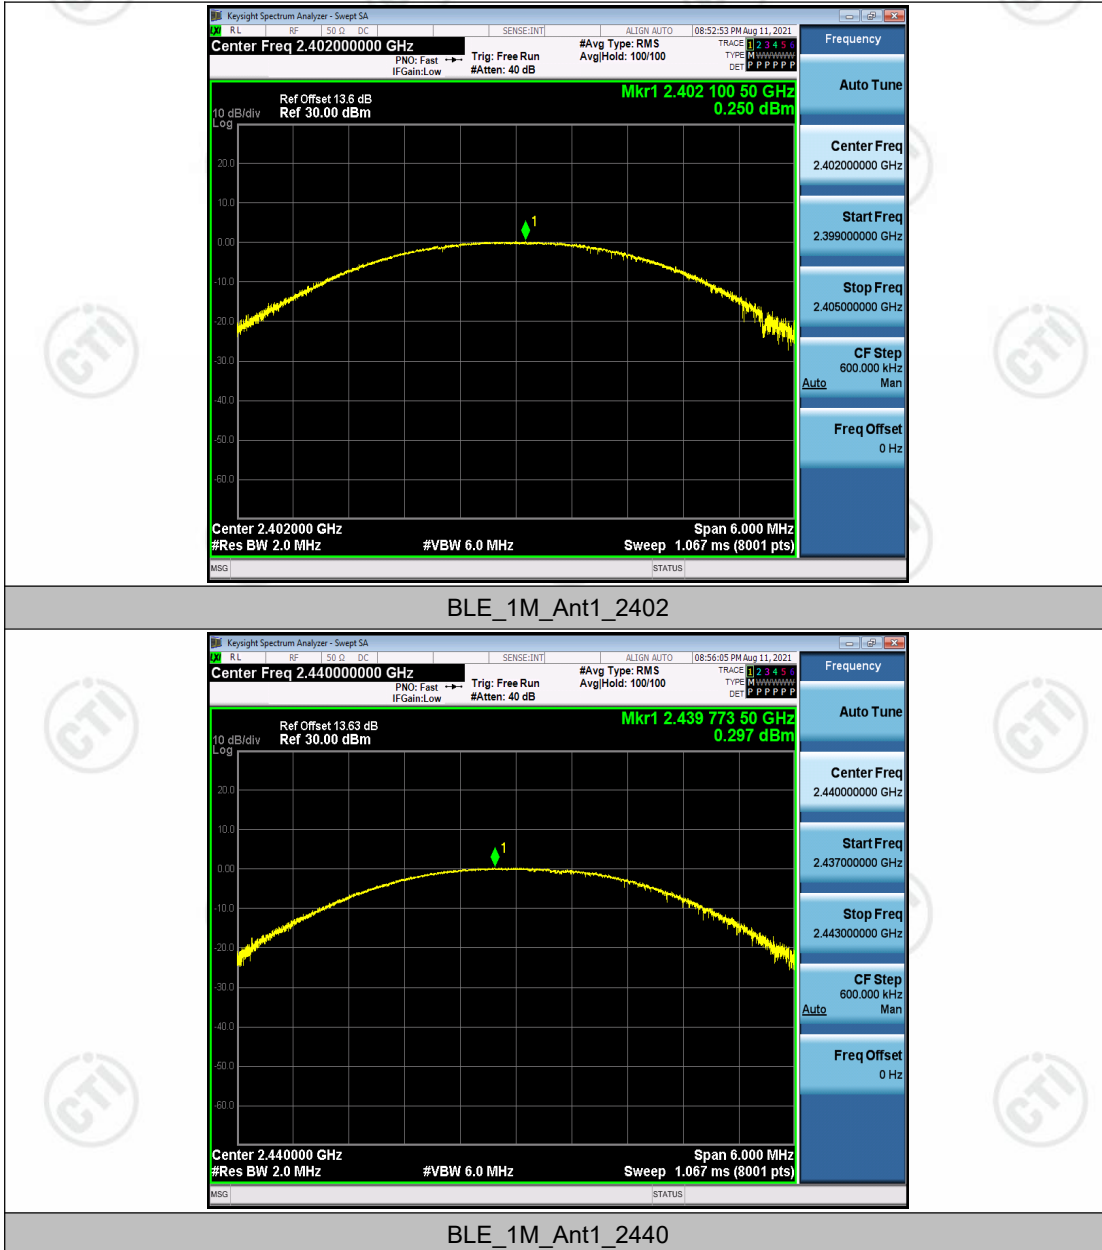 Keysight Spectrum Analyzer - Swept SA
LXI RL RF 50 Ω DC SENSE:INT ALIGN AUTO 08:52:53 PM Aug 11, 2021
Center Freq 2.402000000 GHz
PNO: Fast
IFGain:Low
Trig: Free Run
#Atten: 40 dB
#Avg Type: RMS
Avg|Hold: 100/100
TRACE 1 2 3 4 5 6
TYPE M WWWWW
DET P P P P P P
Frequency
Auto Tune
Center Freq
2.402000000 GHz
Start Freq
2.399000000 GHz
Stop Freq
2.405000000 GHz
CF Step
600.000 kHz
Auto Man
Freq Offset
0 Hz
Mkr1 2.402 100 50 GHz
0.250 dBm
Ref Offset 13.6 dB
10 dB/div Ref 30.00 dBm
Log
20.0
10.0
0.00
-10.0
-20.0
-30.0
-40.0
-50.0
-60.0
1
Center 2.402000 GHz Span 6.000 MHz
#Res BW 2.0 MHz #VBW 6.0 MHz Sweep 1.067 ms (8001 pts)
MSG STATUS
BLE_1M_Ant1_2402
Keysight Spectrum Analyzer - Swept SA
LXI RL RF 50 Ω DC SENSE:INT ALIGN AUTO 08:56:05 PM Aug 11, 2021
Center Freq 2.440000000 GHz
PNO: Fast
IFGain:Low
Trig: Free Run
#Atten: 40 dB
#Avg Type: RMS
Avg|Hold: 100/100
TRACE 1 2 3 4 5 6
TYPE M WWWWW
DET P P P P P P
Frequency
Auto Tune
Center Freq
2.440000000 GHz
Start Freq
2.437000000 GHz
Stop Freq
2.443000000 GHz
CF Step
600.000 kHz
Auto Man
Freq Offset
0 Hz
Mkr1 2.439 773 50 GHz
0.297 dBm
Ref Offset 13.63 dB
10 dB/div Ref 30.00 dBm
Log
20.0
10.0
0.00
-10.0
-20.0
-30.0
-40.0
-50.0
-60.0
1
Center 2.440000 GHz Span 6.000 MHz
#Res BW 2.0 MHz #VBW 6.0 MHz Sweep 1.067 ms (8001 pts)
MSG STATUS
BLE_1M_Ant1_2440
CTI
CTI
CTI
CTI
CTI
CTI